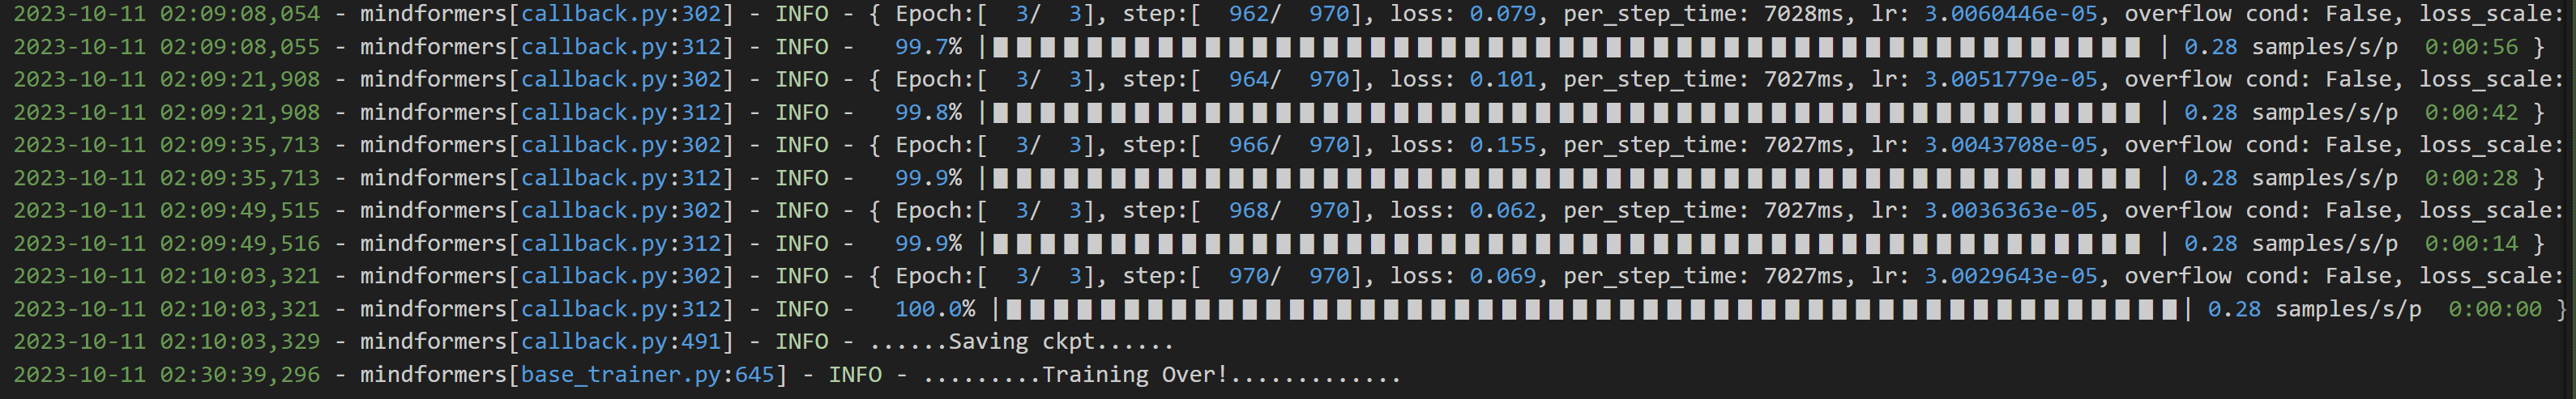 2023-10-11 02:09:08,054 - mindformers[callback.py:302] - INFO - { Epoch:[  3/  3], step:[  962/  970], loss: 0.079, per_step_time: 7028ms, lr: 3.0060446e-05, overflow cond: False, loss_scale:
2023-10-11 02:09:08,055 - mindformers[callback.py:312] - INFO -   99.7% |█████████████████████████████████████████████████ | 0.28 samples/s/p  0:00:56 }
2023-10-11 02:09:21,908 - mindformers[callback.py:302] - INFO - { Epoch:[  3/  3], step:[  964/  970], loss: 0.101, per_step_time: 7027ms, lr: 3.0051779e-05, overflow cond: False, loss_scale:
2023-10-11 02:09:21,908 - mindformers[callback.py:312] - INFO -   99.8% |█████████████████████████████████████████████████ | 0.28 samples/s/p  0:00:42 }
2023-10-11 02:09:35,713 - mindformers[callback.py:302] - INFO - { Epoch:[  3/  3], step:[  966/  970], loss: 0.155, per_step_time: 7027ms, lr: 3.0043708e-05, overflow cond: False, loss_scale:
2023-10-11 02:09:35,713 - mindformers[callback.py:312] - INFO -   99.9% |█████████████████████████████████████████████████ | 0.28 samples/s/p  0:00:28 }
2023-10-11 02:09:49,515 - mindformers[callback.py:302] - INFO - { Epoch:[  3/  3], step:[  968/  970], loss: 0.062, per_step_time: 7027ms, lr: 3.0036363e-05, overflow cond: False, loss_scale:
2023-10-11 02:09:49,516 - mindformers[callback.py:312] - INFO -   99.9% |█████████████████████████████████████████████████ | 0.28 samples/s/p  0:00:14 }
2023-10-11 02:10:03,321 - mindformers[callback.py:302] - INFO - { Epoch:[  3/  3], step:[  970/  970], loss: 0.069, per_step_time: 7027ms, lr: 3.0029643e-05, overflow cond: False, loss_scale:
2023-10-11 02:10:03,321 - mindformers[callback.py:312] - INFO -   100.0% |██████████████████████████████████████████████████| 0.28 samples/s/p  0:00:00 }
2023-10-11 02:10:03,329 - mindformers[callback.py:491] - INFO - ......Saving ckpt......
2023-10-11 02:30:39,296 - mindformers[base_trainer.py:645] - INFO - .........Training Over!.............